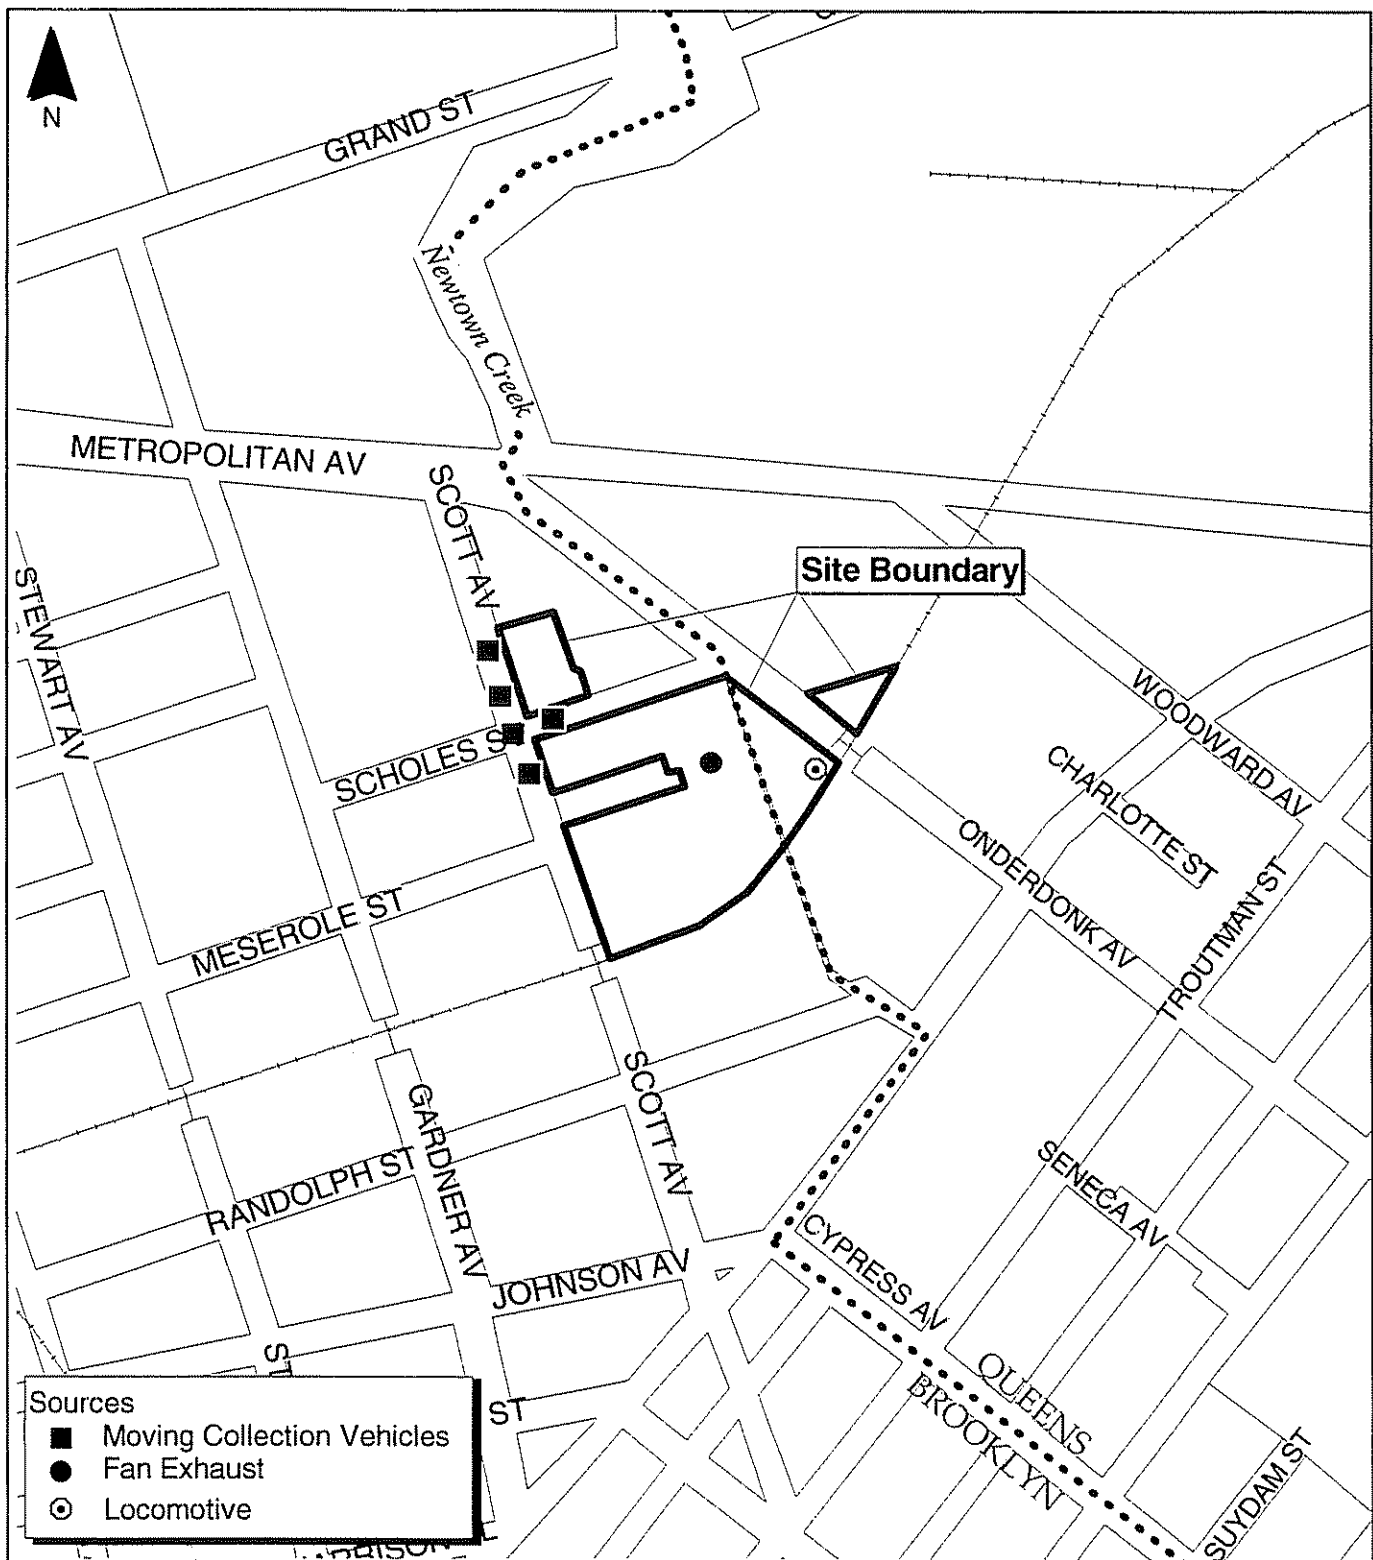 N
GRAND ST
Newtown Creek
METROPOLITAN AV
SCOTT AV
STEWART AV
Site Boundary
WOODWARD AV
SCHOLES S
CHARLOTTE ST
ONDERDONK AV
TROUTMAN ST
MESEROLE ST
SCOTT AV
GARDNER AV
RANDOLPH ST
SENECA AV
CYPRESS AV
JOHNSON AV
QUEENS
BROOKLYN
ST
ST
SUYDAM ST
Sources
Moving Collection Vehicles
Fan Exhaust
Locomotive